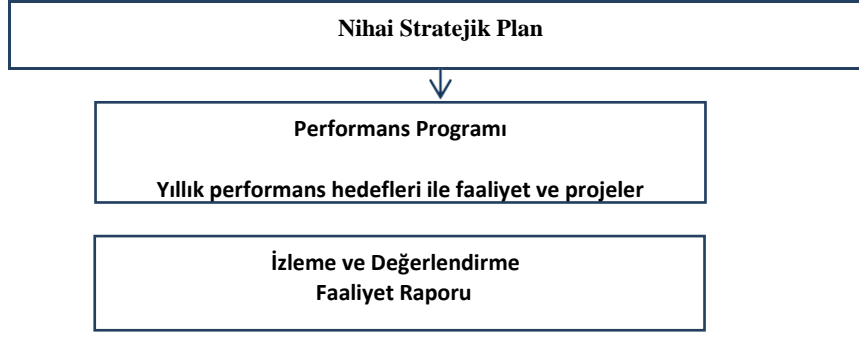 Nihai Stratejik Plan
Performans Programı
Yıllık performans hedefleri ile faaliyet ve projeler
İzleme ve Değerlendirme
Faaliyet Raporu